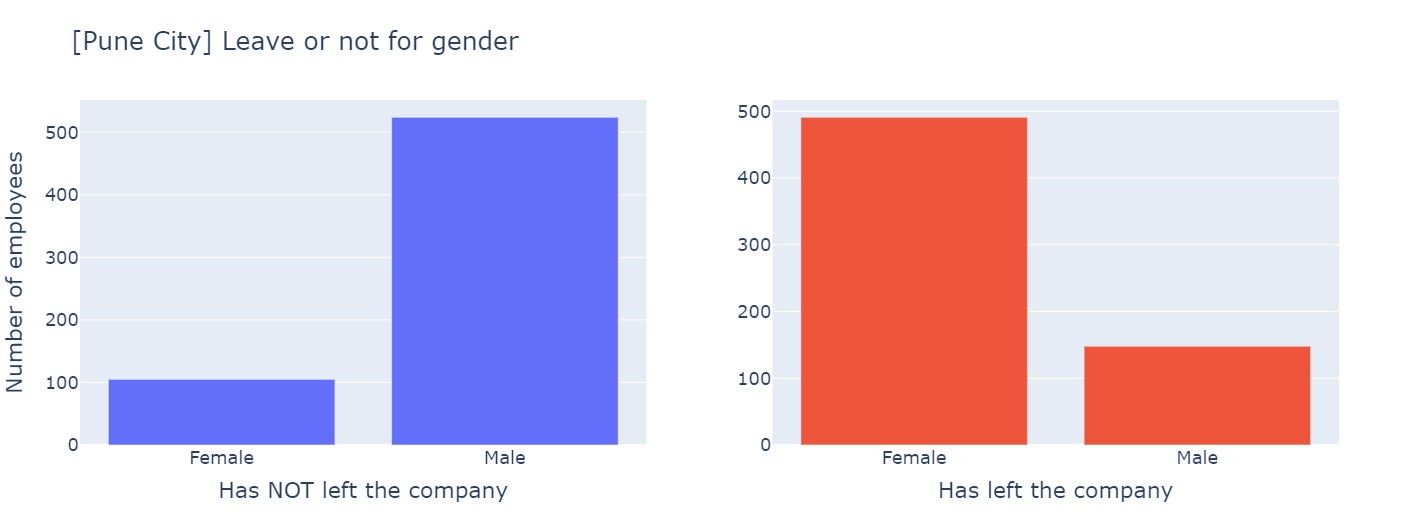 [Pune City] Leave or not for gender
Number of employees
500
400
300
200
100
0
Female
Male
Has NOT left the company
500
400
300
200
100
0
Female
Male
Has left the company